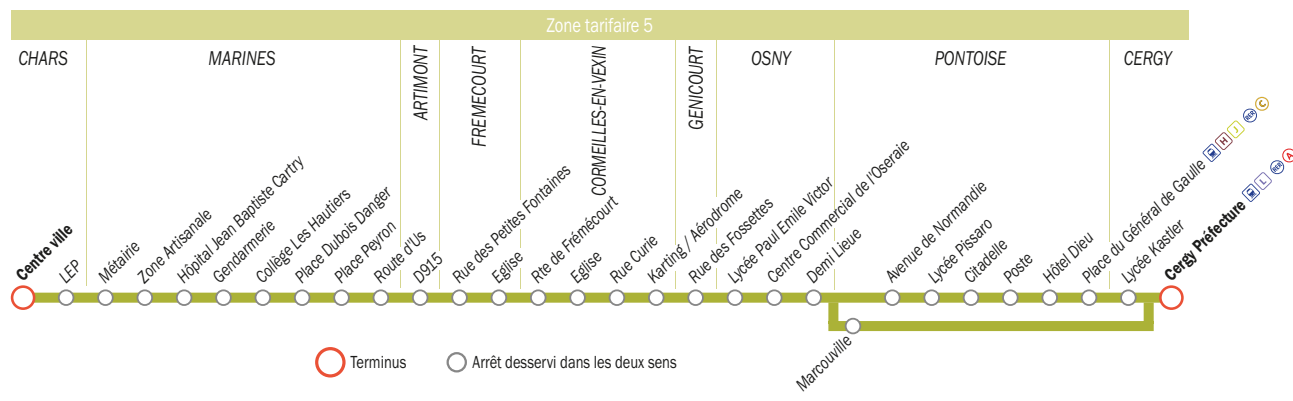 Zone tarifaire 5
CHARS
MARINES
ARTIMONT
FREMECOURT
CORMEILLES-EN-VEXIN
GENICOURT
OSNY
PONTOISE
CERGY
Centre ville
LEP
Métairie
Zone Artisanale
Hôpital Jean Baptiste Cartry
Gendarmerie
Collège Les Hautiers
Place Dubois Danger
Place Peyron
Route d'Us
D915
Rue des Petites Fontaines
Eglise
Rte de Frémécourt
Eglise
Rue Curie
Karting / Aérodrome
Rue des Fossettes
Lycée Paul Emile Victor
Centre Commercial de l'Oseraie
Demi Lieue
Marcouville
Avenue de Normandie
Lycée Pissaro
Citadelle
Poste
Hôtel Dieu
Place du Général de Gaulle H J RER C
Lycée Kastler
Cergy Préfecture L RER A
Terminus
Arrêt desservi dans les deux sens